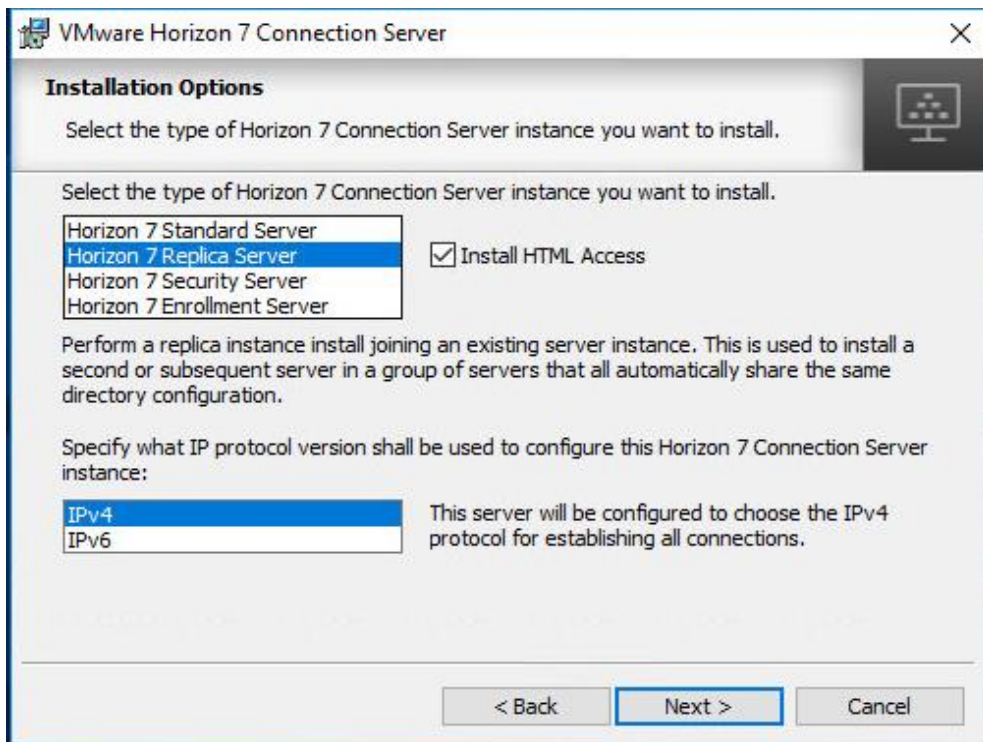 VMware Horizon 7 Connection Server
Installation Options
Select the type of Horizon 7 Connection Server instance you want to install.
Select the type of Horizon 7 Connection Server instance you want to install.
Horizon 7 Standard Server
Horizon 7 Replica Server
Horizon 7 Security Server
Horizon 7 Enrollment Server
Install HTML Access
Perform a replica instance install joining an existing server instance. This is used to install a
second or subsequent server in a group of servers that all automatically share the same
directory configuration.
Specify what IP protocol version shall be used to configure this Horizon 7 Connection Server
instance:
IPv4
IPv6
This server will be configured to choose the IPv4
protocol for establishing all connections.
< Back
Next >
Cancel